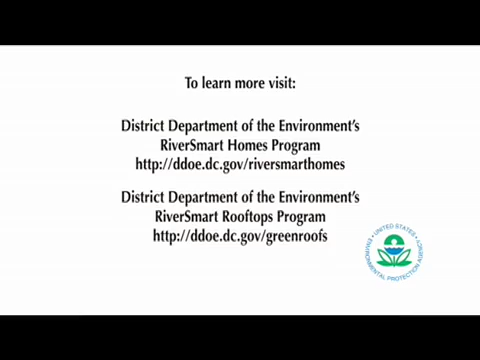 To learn more visit:
District Department of the Environment's
RiverSmart Homes Program
http://ddoe.dc.gov/riversmarthomes
District Department of the Environment's
RiverSmart Rooftops Program
http://ddoe.dc.gov/greenroofs
UNITED STATES
ENVIRONMENTAL PROTECTION AGENCY